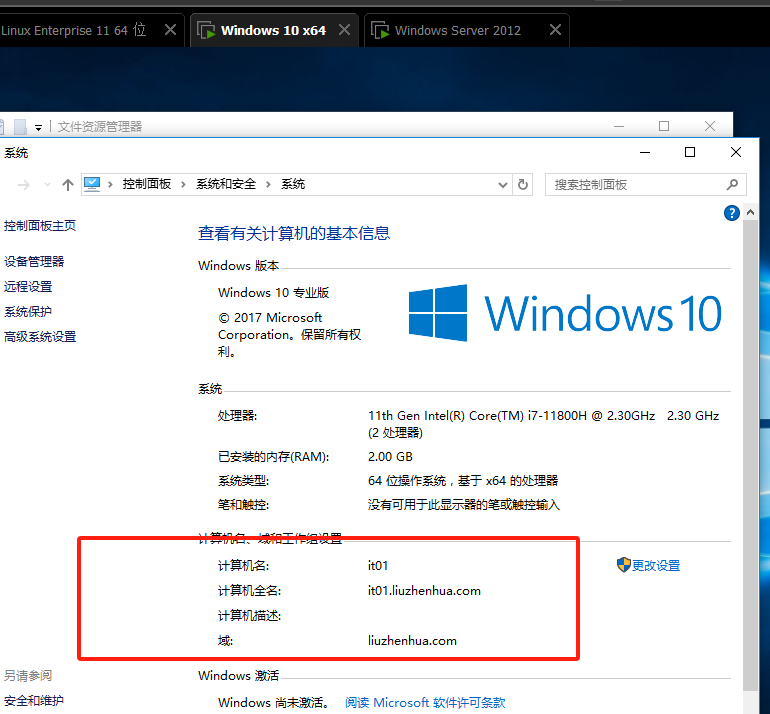 Linux Enterprise 11 64 位
Windows 10 x64
Windows Server 2012
文件资源管理器
系统
控制面板 系统和安全 系统
搜索控制面板
控制面板主页
设备管理器
远程设置
系统保护
高级系统设置
查看有关计算机的基本信息
Windows 版本
Windows 10 专业版
© 2017 Microsoft
Corporation。保留所有权
利。
Windows 10
系统
处理器: 11th Gen Intel(R) Core(TM) i7-11800H @ 2.30GHz 2.30 GHz
(2 处理器)
已安装的内存(RAM): 2.00 GB
系统类型: 64 位操作系统，基于 x64 的处理器
笔和触控: 没有可用于此显示器的笔或触控输入
计算机名、域和工作组设置
计算机名: it01
更改设置
计算机全名: it01.liuzhenhua.com
计算机描述:
域: liuzhenhua.com
另请参阅
安全和维护
Windows 激活
Windows 尚未激活。 阅读 Microsoft 软件许可条款